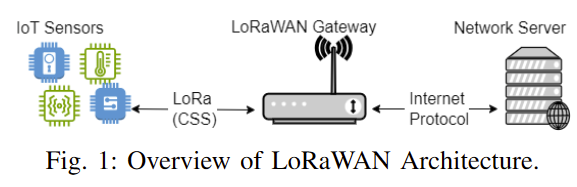 IoT Sensors
LoRaWAN Gateway
Network Server
LoRa
(CSS)
Internet
Protocol
Fig. 1: Overview of LoRaWAN Architecture.